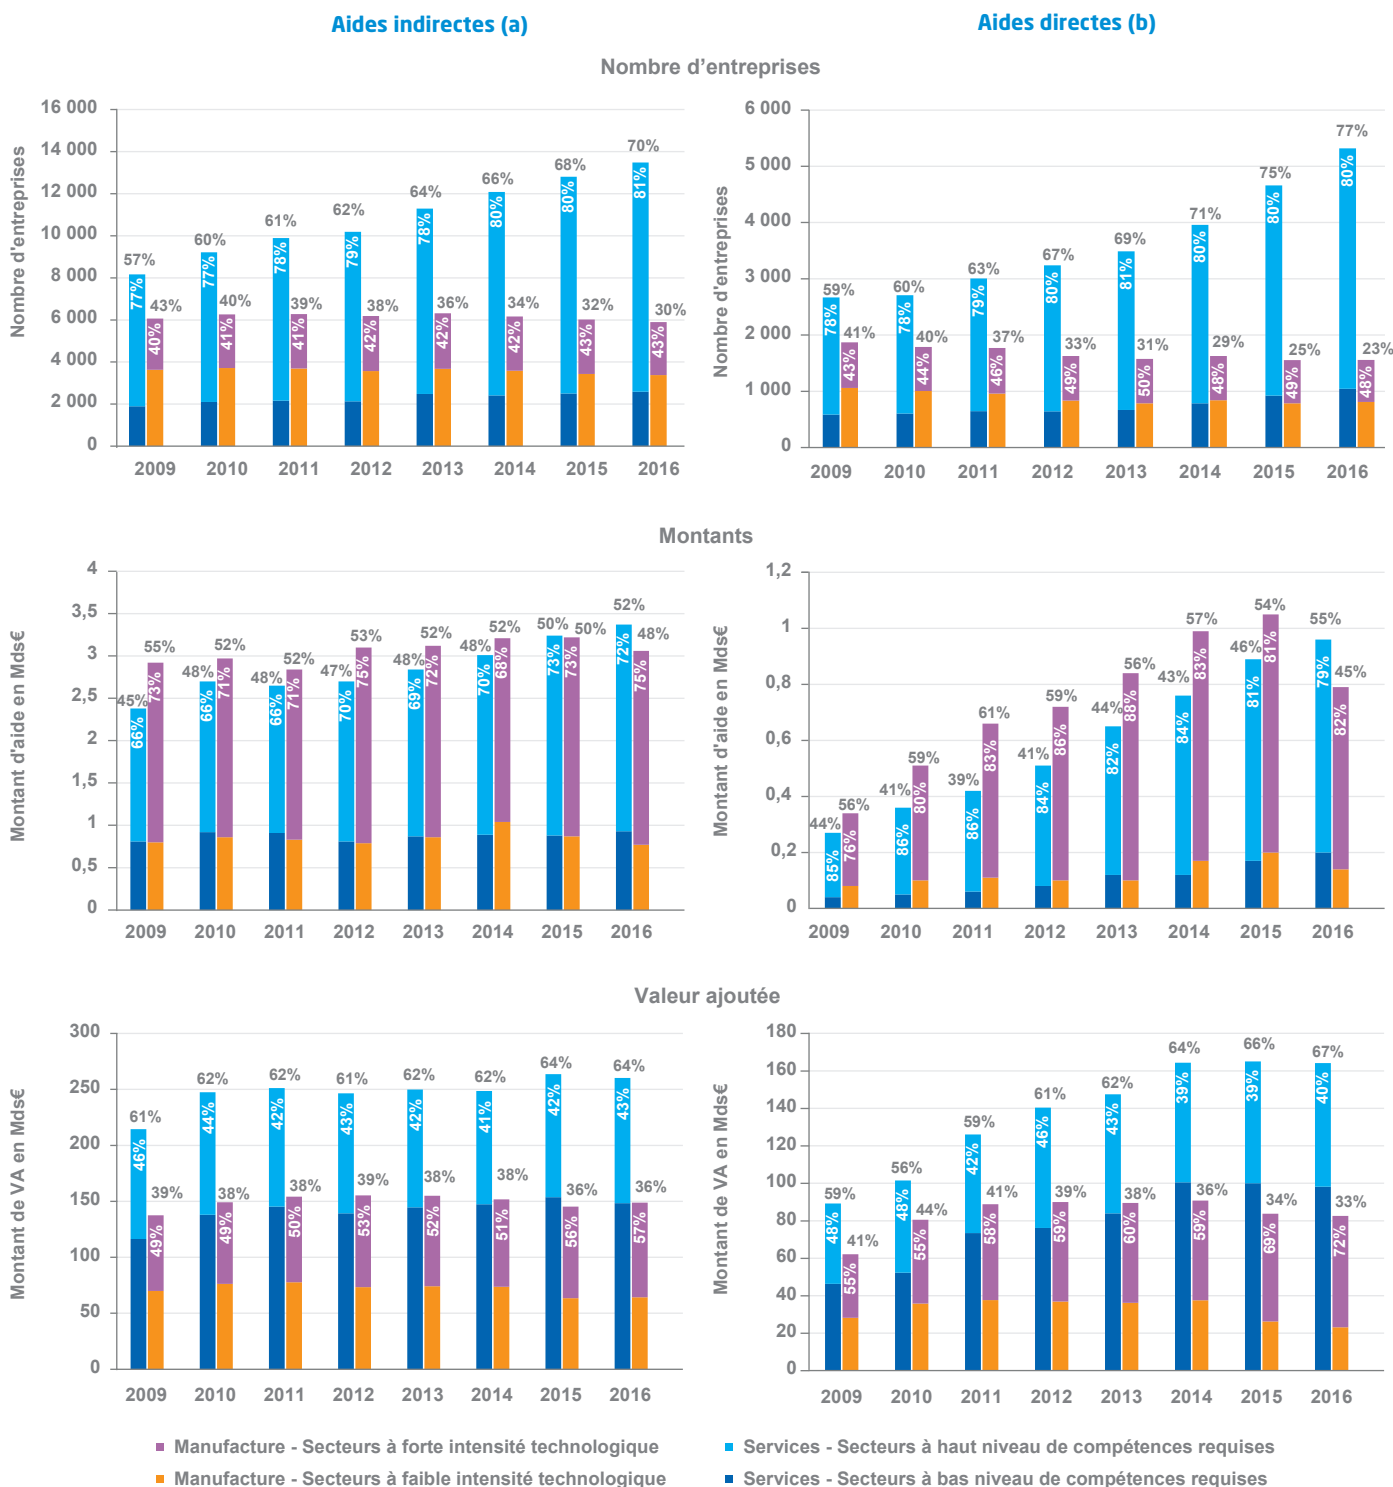 Aides indirectes (a)
Aides directes (b)
Nombre d'entreprises
Nombre d'entreprises
16 000
14 000
12 000
10 000
8 000
6 000
4 000
2 000
0
57% 60% 61% 62% 64% 66% 68% 70%
77% 77% 78% 79% 78% 80% 80% 81%
43% 40% 39% 38% 36% 34% 32% 30%
40% 41% 41% 42% 42% 42% 43% 43%
2009 2010 2011 2012 2013 2014 2015 2016
Nombre d'entreprises
6 000
5 000
4 000
3 000
2 000
1 000
0
59% 60% 63% 67% 69% 71% 75% 77%
78% 78% 79% 80% 81% 80% 80% 80%
41% 40% 37% 33% 31% 29% 25% 23%
43% 44% 46% 49% 50% 48% 49% 48%
2009 2010 2011 2012 2013 2014 2015 2016
Montants
Montant d'aide en Mds€
4
3,5
3
2,5
2
1,5
1
0,5
0
45% 48% 48% 47% 48% 48% 50% 52%
66% 66% 66% 70% 69% 70% 73% 72%
55% 52% 52% 53% 52% 52% 50% 48%
73% 71% 71% 75% 72% 68% 73% 75%
2009 2010 2011 2012 2013 2014 2015 2016
Montant d'aide en Mds€
1,2
1
0,8
0,6
0,4
0,2
0
44% 41% 39% 41% 44% 43% 46% 55%
85% 86% 86% 84% 82% 84% 81% 79%
56% 59% 61% 59% 56% 57% 54% 45%
76% 80% 83% 86% 88% 83% 81% 82%
2009 2010 2011 2012 2013 2014 2015 2016
Valeur ajoutée
Montant de VA en Mds€
300
250
200
150
100
50
0
61% 62% 62% 61% 62% 62% 64% 64%
46% 44% 42% 43% 42% 41% 42% 43%
39% 38% 38% 39% 38% 38% 36% 36%
49% 49% 50% 53% 52% 51% 56% 57%
2009 2010 2011 2012 2013 2014 2015 2016
Montant de VA en Mds€
180
160
140
120
100
80
60
40
20
0
59% 56% 59% 61% 62% 64% 66% 67%
48% 48% 42% 46% 43% 39% 39% 40%
41% 44% 41% 39% 38% 36% 34% 33%
55% 55% 58% 59% 60% 59% 69% 72%
2009 2010 2011 2012 2013 2014 2015 2016
Manufacture - Secteurs à forte intensité technologique
Services - Secteurs à haut niveau de compétences requises
Manufacture - Secteurs à faible intensité technologique
Services - Secteurs à bas niveau de compétences requises